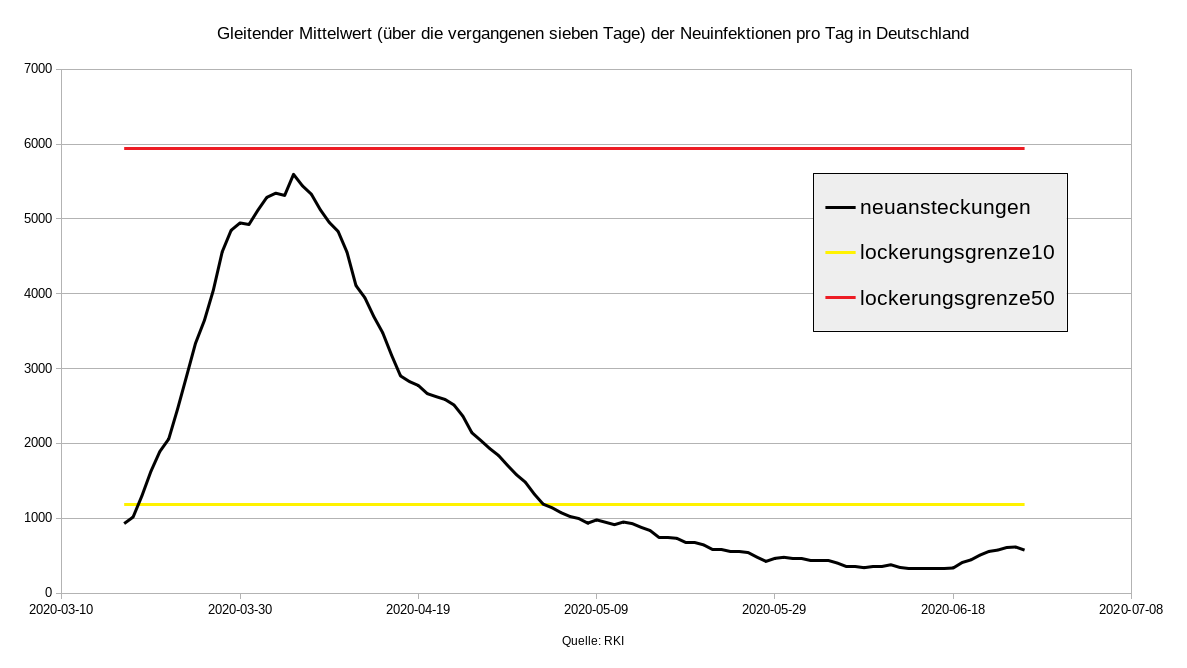 Gleitender Mittelwert (über die vergangenen sieben Tage) der Neuinfektionen pro Tag in Deutschland
7000
6000
5000
4000
3000
2000
1000
0
neuansteckungen
lockerungsgrenze10
lockerungsgrenze50
2020-03-10 2020-03-30 2020-04-19 2020-05-09 2020-05-29 2020-06-18 2020-07-08
Quelle: RKI